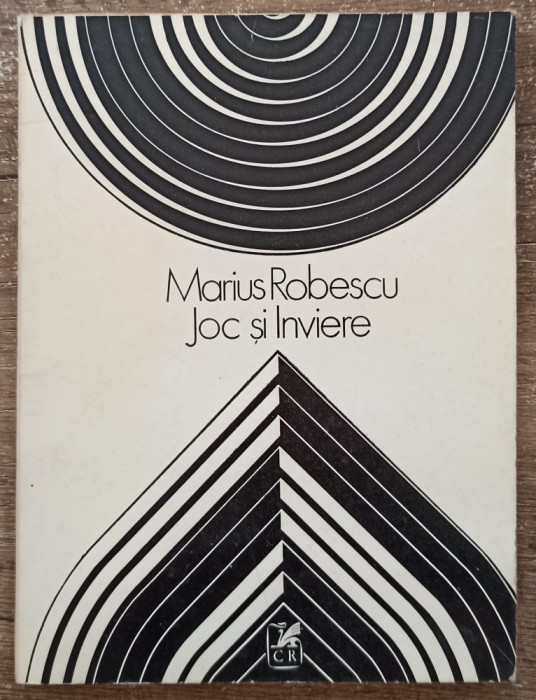 Marius Robescu
Joc și Inviere
CR